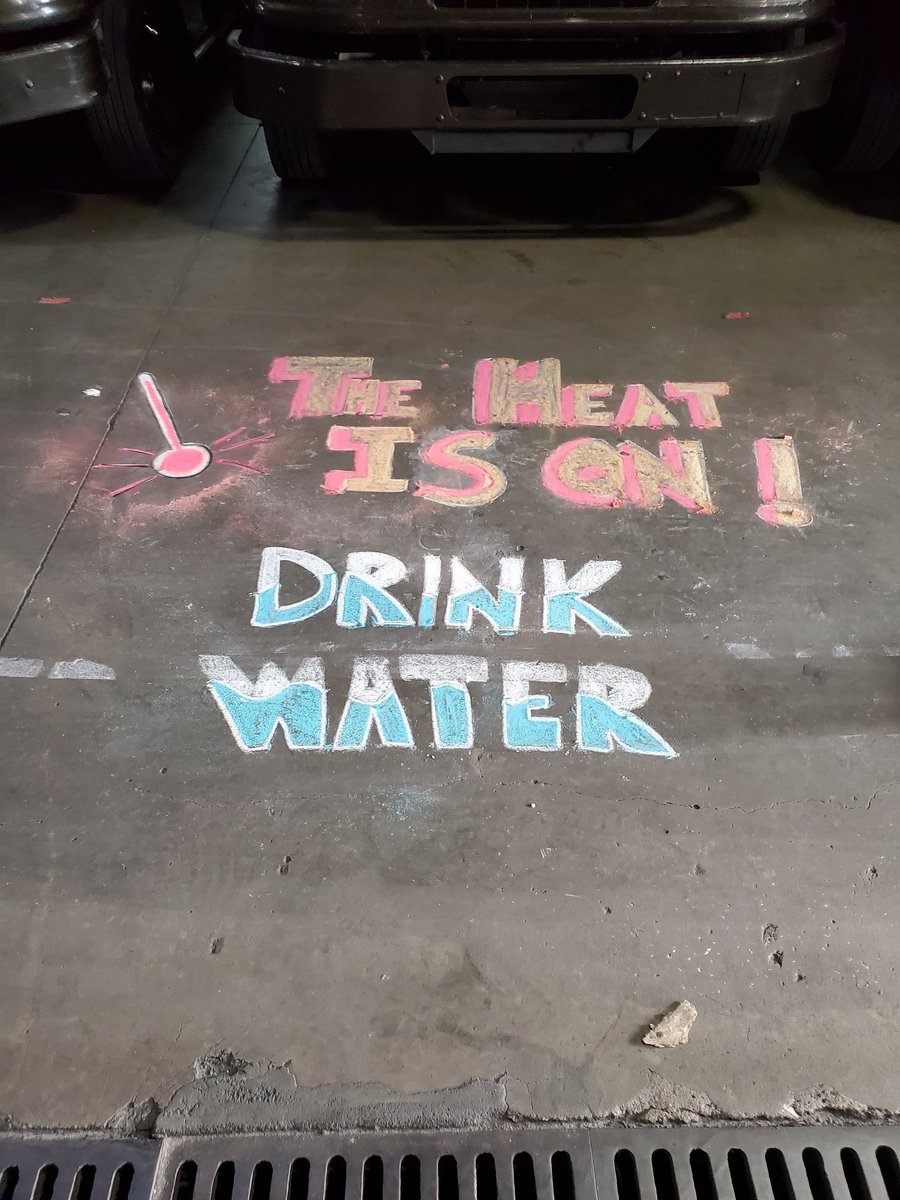 THE HEAT
IS ON!
DRINK
WATER